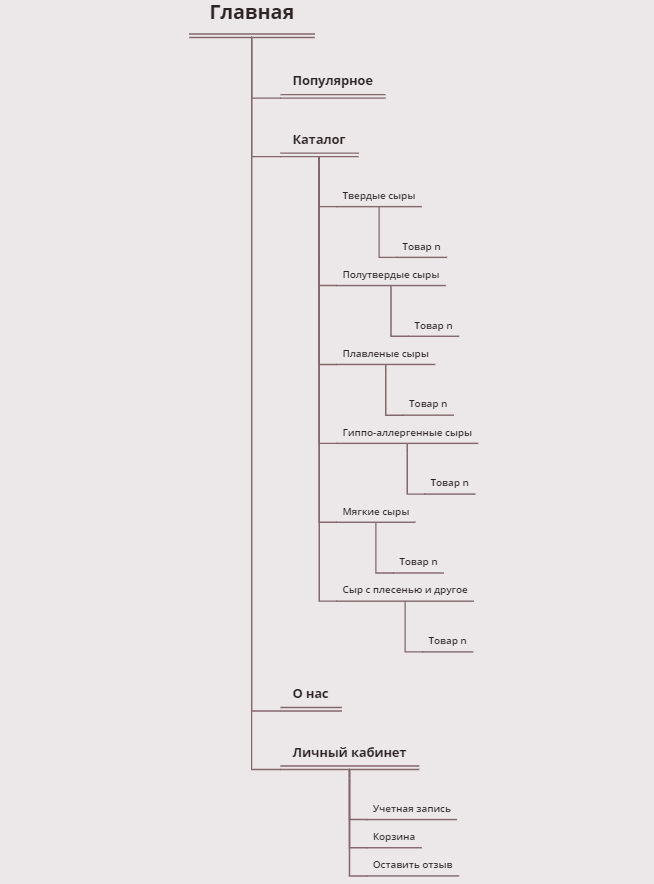 Главная
Популярное
Каталог
Твердые сыры
Товар n
Полутвердые сыры
Товар n
Плавленые сыры
Товар n
Гиппо-аллергенные сыры
Товар n
Мягкие сыры
Товар n
Сыр с плесенью и другое
Товар n
О нас
Личный кабинет
Учетная запись
Корзина
Оставить отзыв